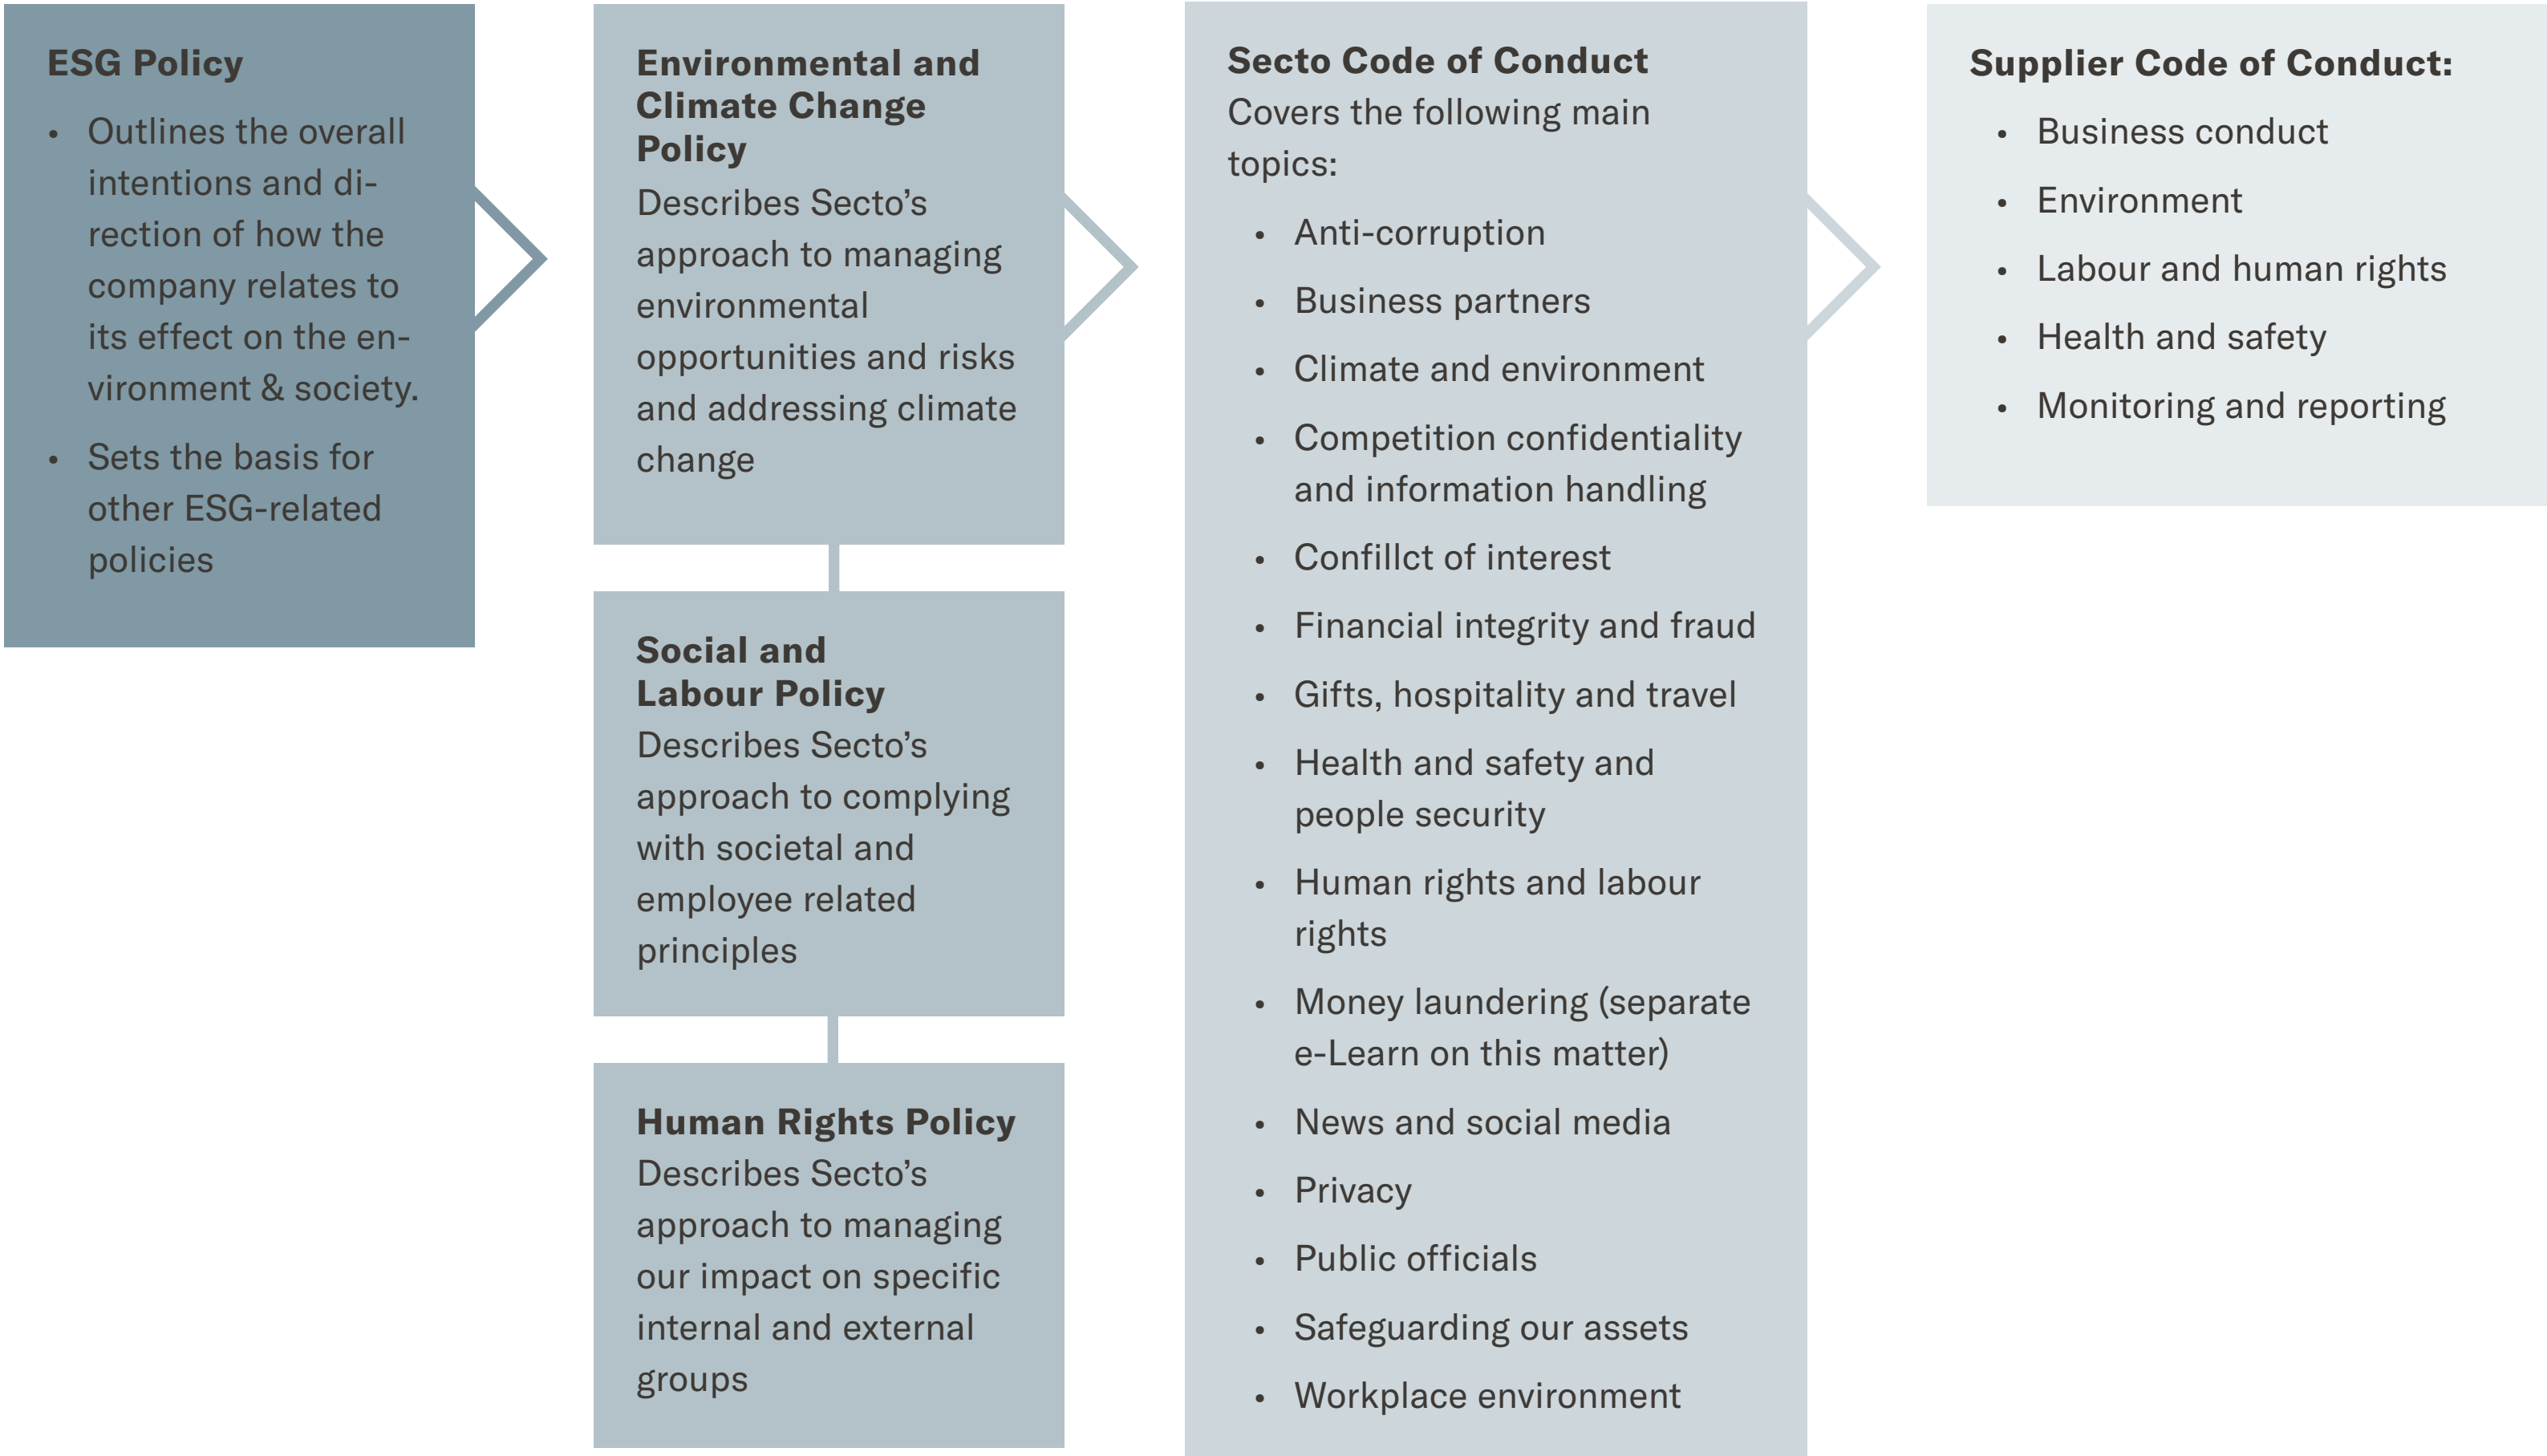 ESG Policy
• Outlines the overall
intentions and di-
rection of how the
company relates to
its effect on the en-
vironment & society.
• Sets the basis for
other ESG-related
policies
Environmental and
Climate Change
Policy
Describes Secto’s
approach to managing
environmental
opportunities and risks
and addressing climate
change
Social and
Labour Policy
Describes Secto’s
approach to complying
with societal and
employee related
principles
Human Rights Policy
Describes Secto’s
approach to managing
our impact on specific
internal and external
groups
Secto Code of Conduct
Covers the following main
topics:
• Anti-corruption
• Business partners
• Climate and environment
• Competition confidentiality
and information handling
• Confillct of interest
• Financial integrity and fraud
• Gifts, hospitality and travel
• Health and safety and
people security
• Human rights and labour
rights
• Money laundering (separate
e-Learn on this matter)
• News and social media
• Privacy
• Public officials
• Safeguarding our assets
• Workplace environment
Supplier Code of Conduct:
• Business conduct
• Environment
• Labour and human rights
• Health and safety
• Monitoring and reporting